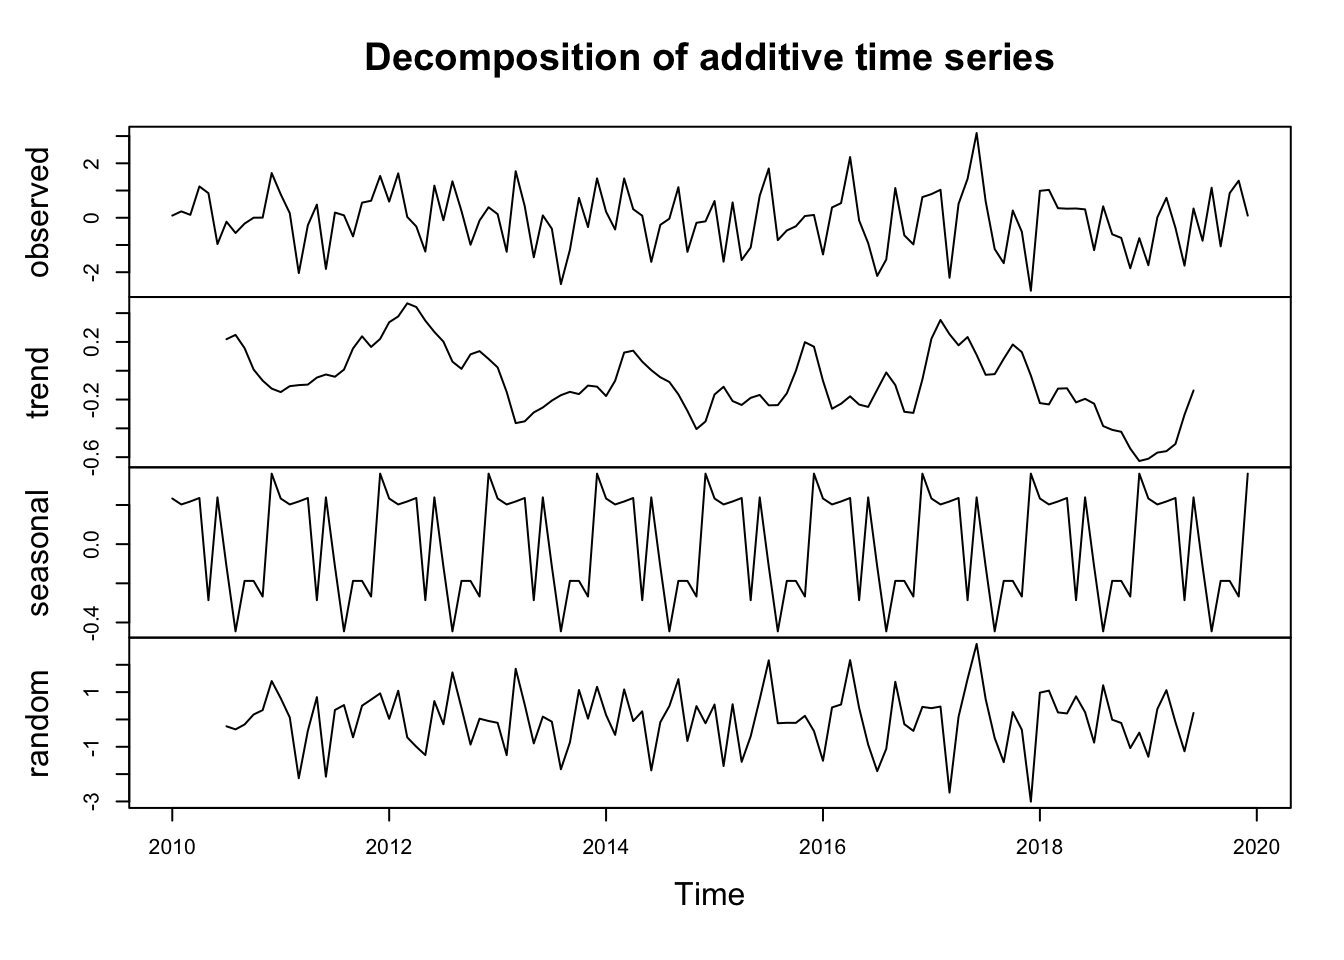 Decomposition of additive time series
observed
2
0
-2
trend
0.2
-0.2
-0.6
seasonal
0.0
-0.4
random
1
-1
-3
2010 2012 2014 2016 2018 2020
Time